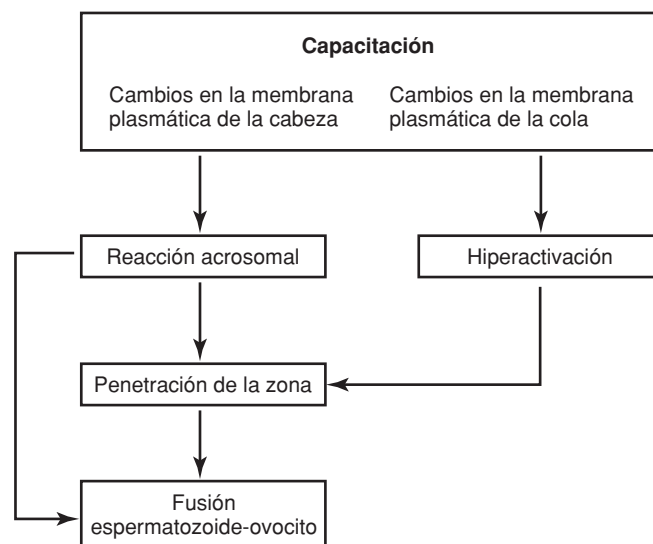 Capacitación
Cambios en la membrana
plasmática de la cabeza
Cambios en la membrana
plasmática de la cola
Reacción acrosomal
Hiperactivación
Penetración de la zona
Fusión
espermatozoide-ovocito